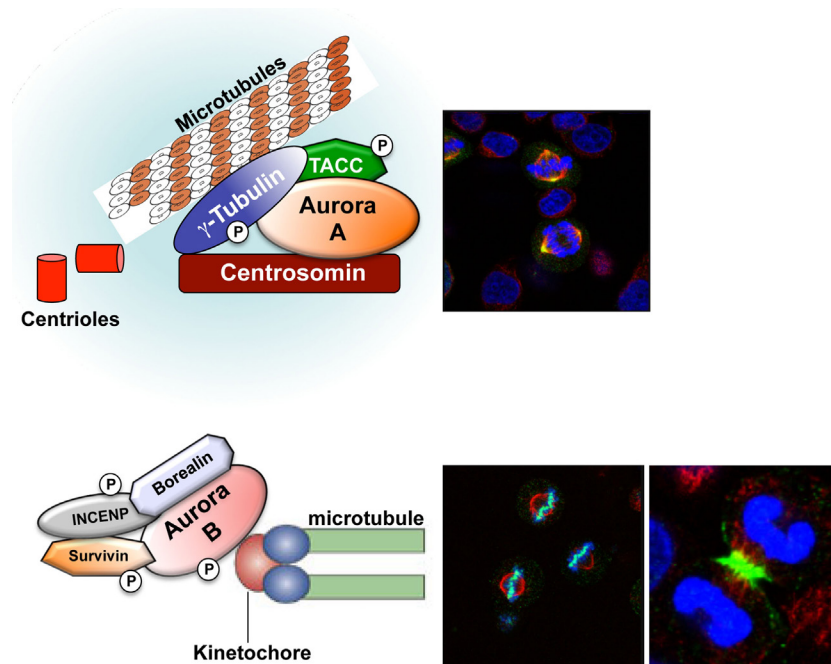 Microtubules
P
TACC
γ-Tubulin
P
Aurora
A
Centrosomin
Centrioles
P
Borealin
INCENP
Aurora
B
Survivin
P
P
microtubule
Kinetochore